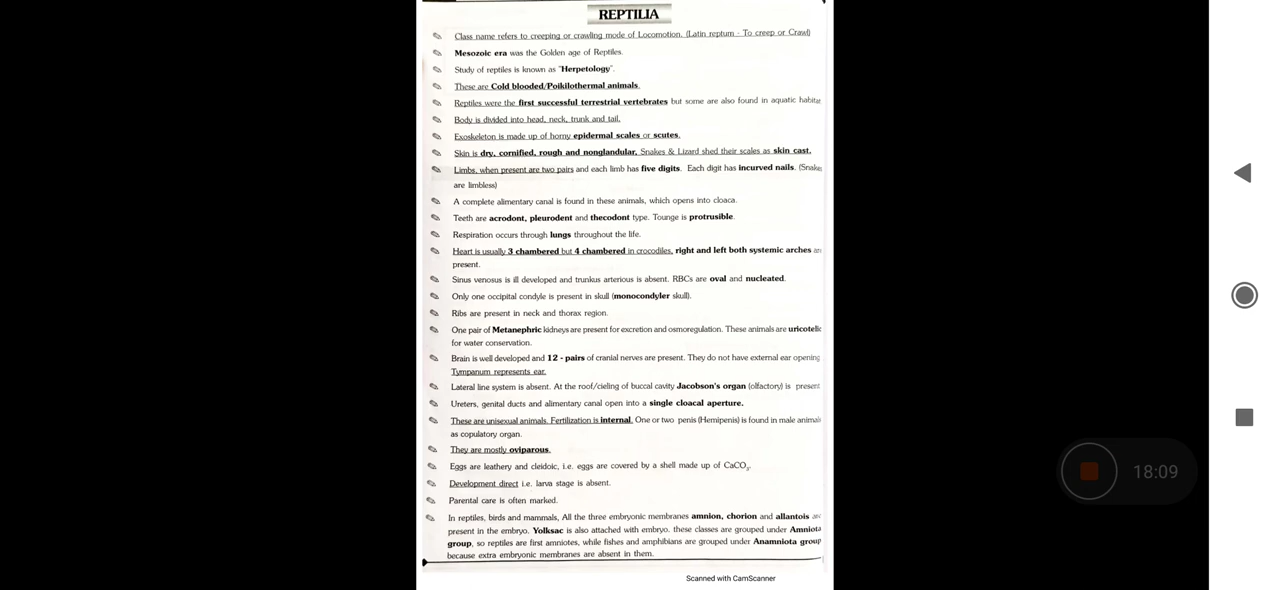 REPTILIA
Class name refers to creeping or crawling mode of Locomotion. (Latin reptum - To creep or Crawl)
Mesozoic era was the Golden age of Reptiles.
Study of reptiles is known as "Herpetology".
These are Cold blooded/Poikilothermal animals.
Reptiles were the first successful terrestrial vertebrates but some are also found in aquatic habitat
Body is divided into head, neck, trunk and tail.
Exoskeleton is made up of horny epidermal scales or scutes.
Skin is dry, cornified, rough and nonglandular, Snakes & Lizard shed their scales as skin cast.
Limbs, when present are two pairs and each limb has five digits. Each digit has incurved nails. (Snakes
are limbless)
A complete alimentary canal is found in these animals, which opens into cloaca.
Teeth are acrodont, pleurodent and thecodont type. Tounge is protrusible.
Respiration occurs through lungs throughout the life.
Heart is usually 3 chambered but 4 chambered in crocodiles, right and left both systemic arches are
present.
Sinus venosus is ill developed and trunkus arterious is absent. RBCs are oval and nucleated.
Only one occipital condyle is present in skull (monocondyler skull).
Ribs are present in neck and thorax region.
One pair of Metanephric kidneys are present for excretion and osmoregulation. These animals are uricotelic
for water conservation.
Brain is well developed and 12 - pairs of cranial nerves are present. They do not have external ear opening
Tympanum represents ear.
Lateral line system is absent. At the roof/cieling of buccal cavity Jacobson's organ (olfactory) is present
Ureters, genital ducts and alimentary canal open into a single cloacal aperture.
These are unisexual animals. Fertilization is internal. One or two penis (Hemipenis) is found in male animals
as copulatory organ.
They are mostly oviparous.
Eggs are leathery and cleidoic, i.e. eggs are covered by a shell made up of CaCO3.
Development direct i.e. larva stage is absent.
Parental care is often marked.
In reptiles, birds and mammals, All the three embryonic membranes amnion, chorion and allantois are
present in the embryo. Yolksac is also attached with embryo. these classes are grouped under Amniota
group, so reptiles are first amniotes, while fishes and amphibians are grouped under Anamniota group
because extra embryonic membranes are absent in them.
Scanned with CamScanner
18:09